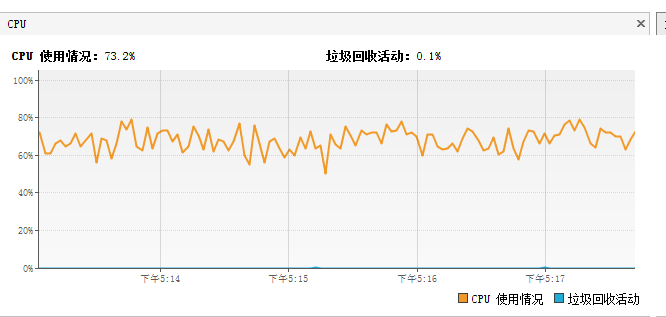 CPU
CPU 使用情况: 73.2%
垃圾回收活动: 0.1%
100%
80%
60%
40%
20%
0%
下午5:14
下午5:15
下午5:16
下午5:17
CPU 使用情况
垃圾回收活动